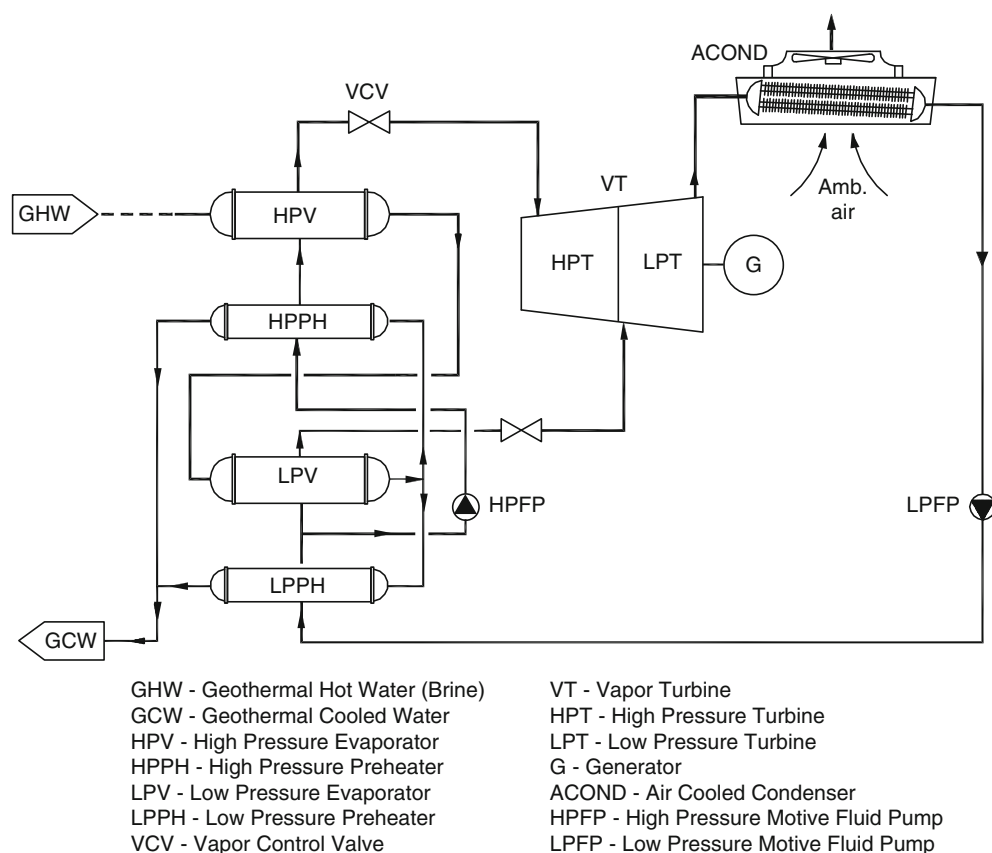 ACOND
VCV
Amb.
air
VT
GHW
HPV
HPT
LPT
G
HPPH
LPV
HPFP
LPFP
LPPH
GCW
GHW - Geothermal Hot Water (Brine)
GCW - Geothermal Cooled Water
HPV - High Pressure Evaporator
HPPH - High Pressure Preheater
LPV - Low Pressure Evaporator
LPPH - Low Pressure Preheater
VCV - Vapor Control Valve
VT - Vapor Turbine
HPT - High Pressure Turbine
LPT - Low Pressure Turbine
G - Generator
ACOND - Air Cooled Condenser
HPFP - High Pressure Motive Fluid Pump
LPFP - Low Pressure Motive Fluid Pump